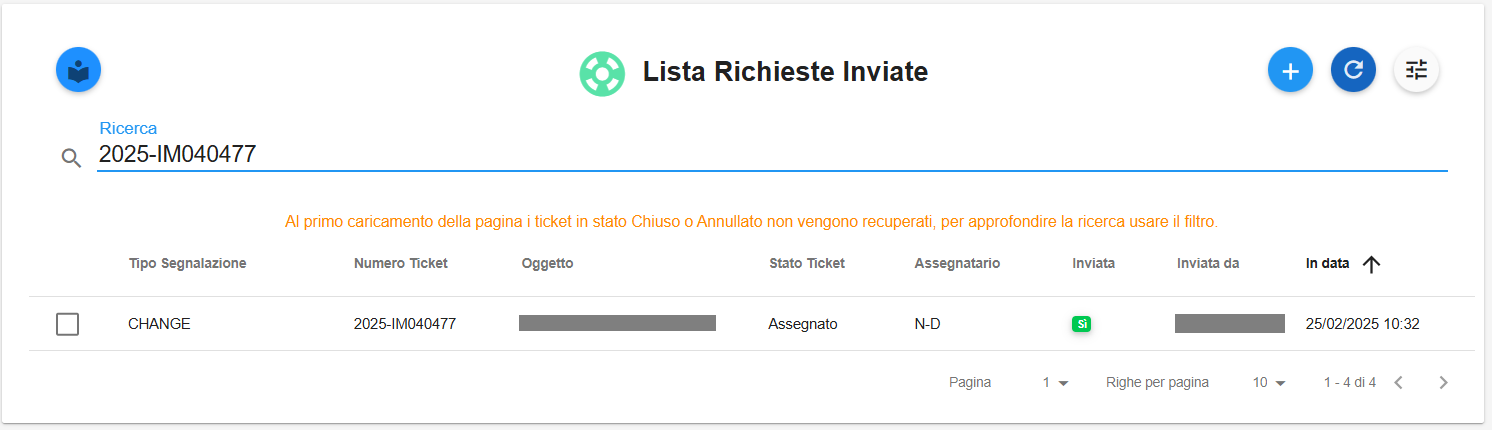 Lista Richieste Inviate
Ricerca
2025-IM040477
Al primo caricamento della pagina i ticket in stato Chiuso o Annullato non vengono recuperati, per approfondire la ricerca usare il filtro.
Tipo Segnalazione Numero Ticket Oggetto Stato Ticket Assegnatario Inviata Inviata da In data
CHANGE 2025-IM040477 Assegnato N-D Sì 25/02/2025 10:32
Pagina 1 Righe per pagina 10 1 - 4 di 4